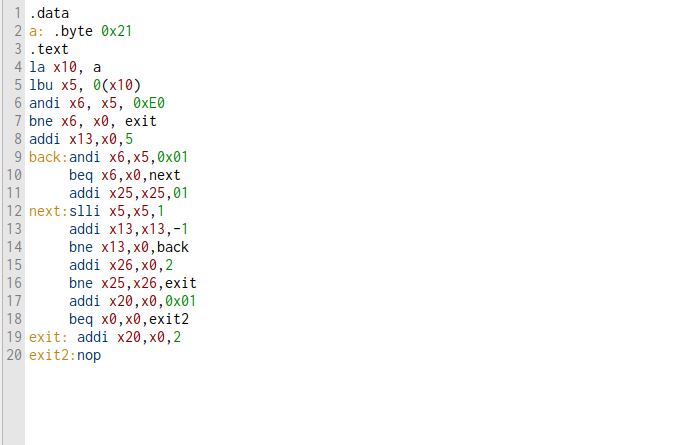 1 .data
2 a: .byte 0x21
3 .text
4 la x10, a
5 lbu x5, 0(x10)
6 andi x6, x5, 0xE0
7 bne x6, x0, exit
8 addi x13,x0,5
9 back:andi x6,x5,0x01
10 beq x6,x0,next
11 addi x25,x25,01
12 next:slli x5,x5,1
13 addi x13,x13,-1
14 bne x13,x0,back
15 addi x26,x0,2
16 bne x25,x26,exit
17 addi x20,x0,0x01
18 beq x0,x0,exit2
19 exit: addi x20,x0,2
20 exit2:nop